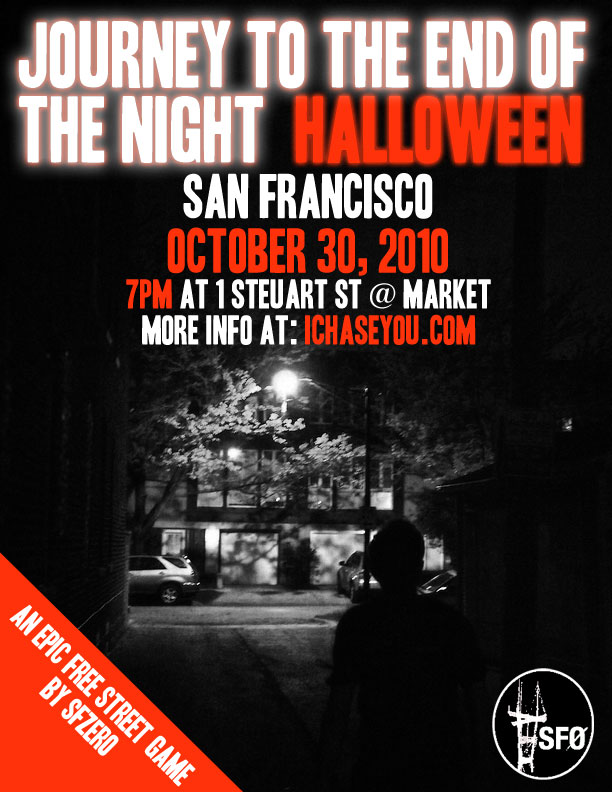 JOURNEY TO THE END OF
THE NIGHT HALLOWEEN
SAN FRANCISCO
OCTOBER 30, 2010
7PM AT 1 STEUART ST @ MARKET
MORE INFO AT: ICHASEYOU.COM
AN EPIC FREE STREET GAME
BY SFZERO
SFØ